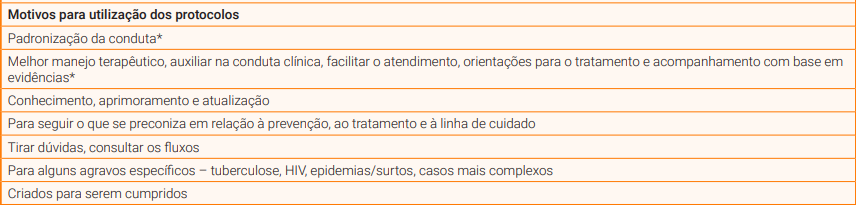 Motivos para utilização dos protocolos
Padronização da conduta*
Melhor manejo terapêutico, auxiliar na conduta clínica, facilitar o atendimento, orientações para o tratamento e acompanhamento com base em
evidências*
Conhecimento, aprimoramento e atualização
Para seguir o que se preconiza em relação à prevenção, ao tratamento e à linha de cuidado
Tirar dúvidas, consultar os fluxos
Para alguns agravos específicos – tuberculose, HIV, epidemias/surtos, casos mais complexos
Criados para serem cumpridos